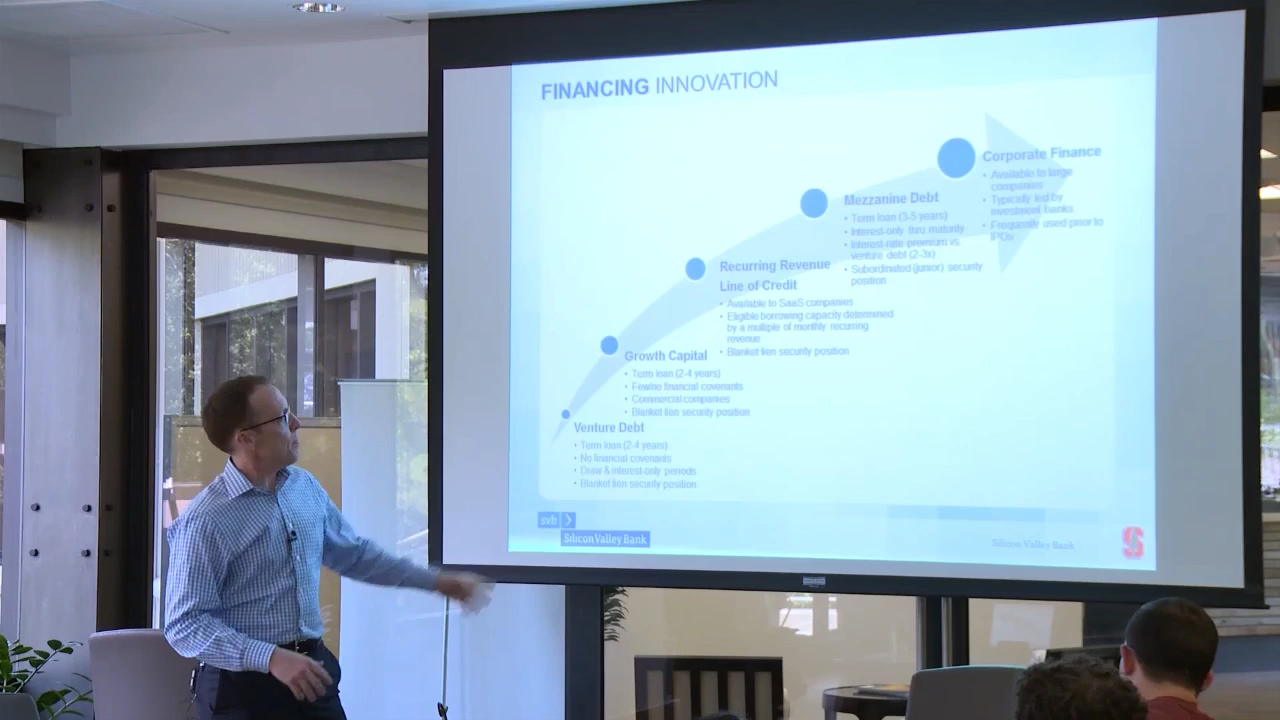 FINANCING INNOVATION
Corporate Finance
• Available to large
companies
• Typically led by
investment banks
• Frequently used prior to
IPOs
Mezzanine Debt
• Term loan (3-5 years)
• Interest-only thru maturity
• Interest-rate premium vs.
venture debt (2-3x)
• Subordinated (junior) security
position
Recurring Revenue
Line of Credit
• Available to SaaS companies
• Eligible borrowing capacity determined
by a multiple of monthly recurring
revenue
• Blanket lien security position
Growth Capital
• Term loan (2-4 years)
• Few/no financial covenants
• Commercial companies
• Blanket lien security position
Venture Debt
• Term loan (2-4 years)
• No financial covenants
• Draw & interest-only periods
• Blanket lien security position
svb >
Silicon Valley Bank
Silicon Valley Bank
S